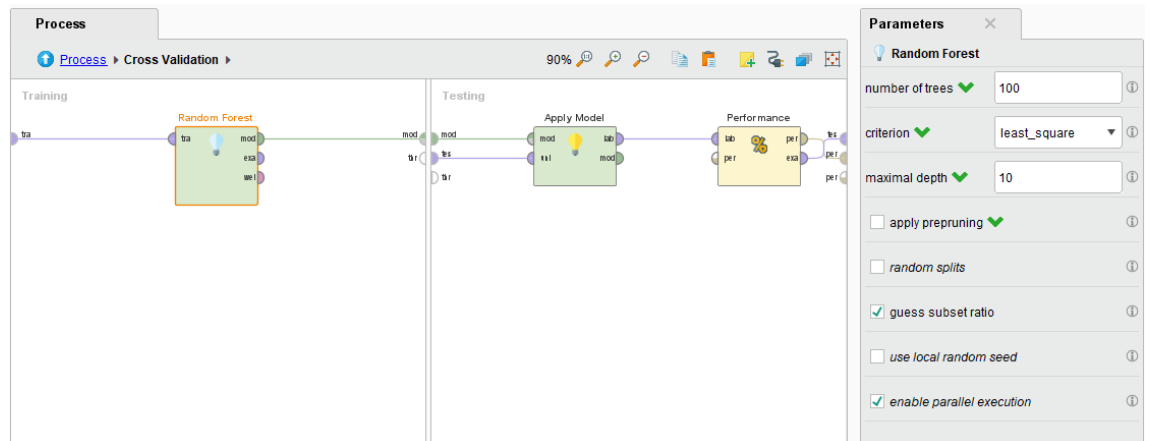 Process
Process ▸ Cross Validation ▸
90%
Training
Testing
Random Forest
tra
tra
mod
exa
wei
mod
thr
mod
tes
thr
Apply Model
mod
unl
lab
mod
Performance
lab
per
%
per
exa
tes
per
per
Parameters
Random Forest
number of trees
100
criterion
least_square
maximal depth
10
apply prepruning
random splits
guess subset ratio
use local random seed
enable parallel execution